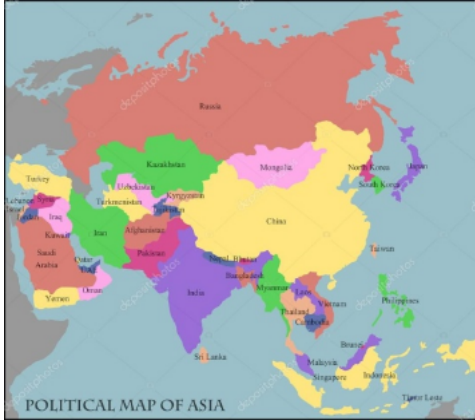 Russia
Kazakhstan
Mongolia
Turkey
Uzbekistan
Kyrgyzstan
North Korea
Japan
South Korea
Turkmenistan
Syria
Iraq
Iran
Afghanistan
China
Kuwait
Pakistan
Saudi
Arabia
Qatar
UAE
Nepal
Bhutan
Bangladesh
Taiwan
Oman
Yemen
India
Myanmar
Laos
Thailand
Vietnam
Cambodia
Philippines
Sri Lanka
Brunei
Malaysia
Singapore
Indonesia
Timor Leste
POLITICAL MAP OF ASIA
depositphotos